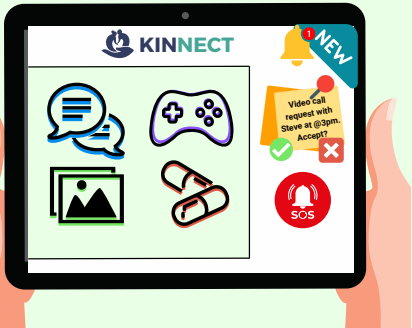 KINNECT
1
NEW
Video call
request with
Steve at @3pm.
Accept?
SOS